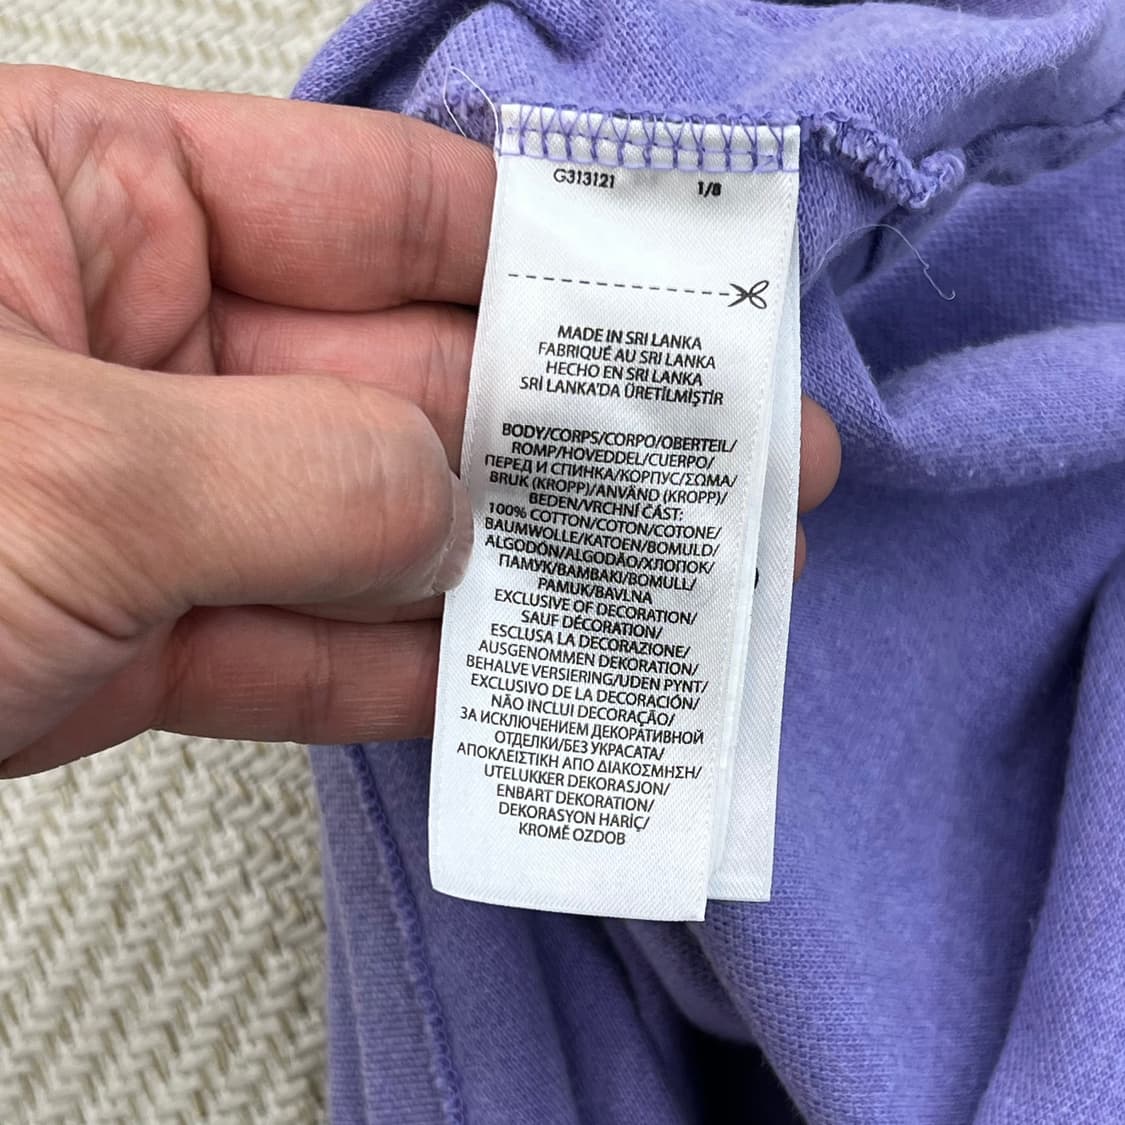 G313121 1/8
MADE IN SRI LANKA
FABRIQUÉ AU SRI LANKA
HECHO EN SRI LANKA
SRİ LANKA'DA ÜRETİLMİŞTİR
BODY/CORPS/CORPO/OBERTEIL/
ROMP/HOVEDDEL/CUERPO/
ПЕРЕД И СПИНКА/КОРПУС/ΣΩΜΑ/
BRUK (KROPP)/ANVÄND (KROPP)/
BEDEN/VRCHNÍ ČÁST:
100% COTTON/COTON/COTONE/
BAUMWOLLE/KATOEN/BOMULD/
ALGODÓN/ALGODÃO/ХЛОПОК/
ПАМУК/ΒΑΜΒΑΚΙ/BOMULL/
PAMUK/BAVLNA
EXCLUSIVE OF DECORATION/
SAUF DÉCORATION/
ESCLUSA LA DECORAZIONE/
AUSGENOMMEN DEKORATION/
BEHALVE VERSIERING/UDEN PYNT/
EXCLUSIVO DE LA DECORACIÓN/
NÃO INCLUI DECORAÇÃO/
ЗА ИСКЛЮЧЕНИЕМ ДЕКОРАТИВНОЙ
ОТДЕЛКИ/БЕЗ УКРАСАТА/
ΑΠΟΚΛΕΙΣΤΙΚΗ ΑΠΟ ΔΙΑΚΟΣΜΗΣΗ/
UTELUKKER DEKORASJON/
ENBART DEKORATION/
DEKORASYON HARİÇ/
KROMĚ OZDOB